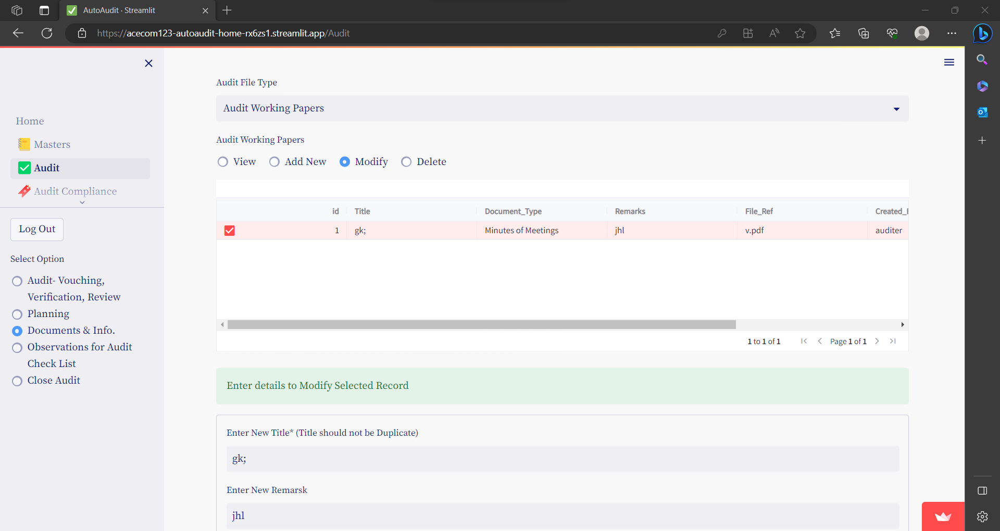 AutoAudit · Streamlit
https://acecom123-autoaudit-home-rx6zs1.streamlit.app/Audit
Home
Masters
Audit
Audit Compliance
Log Out
Select Option
Audit- Vouching,
Verification, Review
Planning
Documents & Info.
Observations for Audit
Check List
Close Audit
Audit File Type
Audit Working Papers
Audit Working Papers
View Add New Modify Delete
id Title Document_Type Remarks File_Ref Created_
1 gk; Minutes of Meetings jhl v.pdf auditer
1 to 1 of 1 Page 1 of 1
Enter details to Modify Selected Record
Enter New Title* (Title should not be Duplicate)
gk;
Enter New Remarsk
jhl